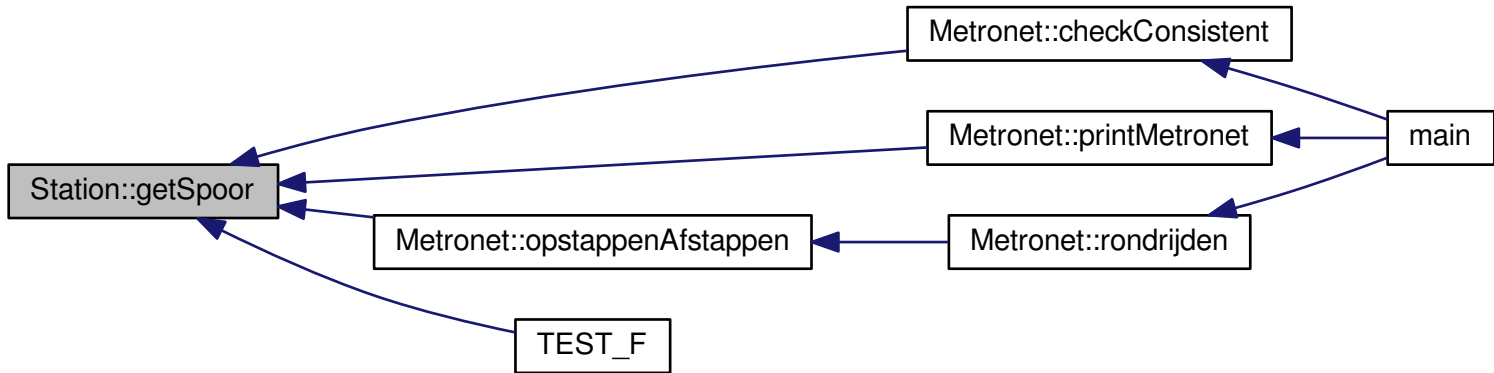 Metronet::checkConsistent
Metronet::printMetronet
main
Station::getSpoor
Metronet::opstappenAfstappen
Metronet::rondrijden
TEST_F